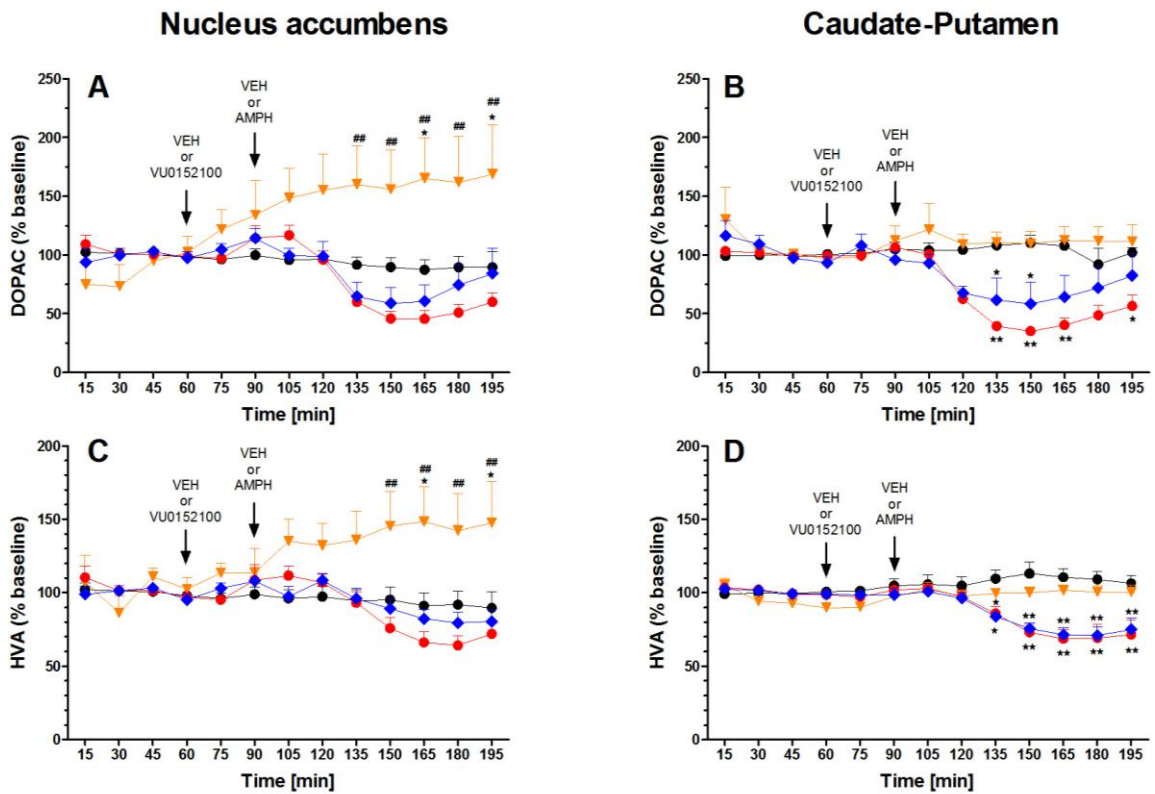 Nucleus accumbens
Caudate-Putamen
A
250
200
150
100
50
0
DOPAC (% baseline)
VEH
or
VU0152100
VEH
or
AMPH
##
##
##
★
##
##
★
15 30 45 60 75 90 105 120 135 150 165 180 195
Time [min]
B
250
200
150
100
50
0
DOPAC (% baseline)
VEH
or
VU0152100
VEH
or
AMPH
★
★
★★
★★
★★
★
15 30 45 60 75 90 105 120 135 150 165 180 195
Time [min]
C
200
150
100
50
0
HVA (% baseline)
VEH
or
VU0152100
VEH
or
AMPH
##
##
★
##
##
★
15 30 45 60 75 90 105 120 135 150 165 180 195
Time [min]
D
200
150
100
50
0
HVA (% baseline)
VEH
or
VU0152100
VEH
or
AMPH
★
★★
★★
★★
★★
★
★★
★★
★★
★★
15 30 45 60 75 90 105 120 135 150 165 180 195
Time [min]